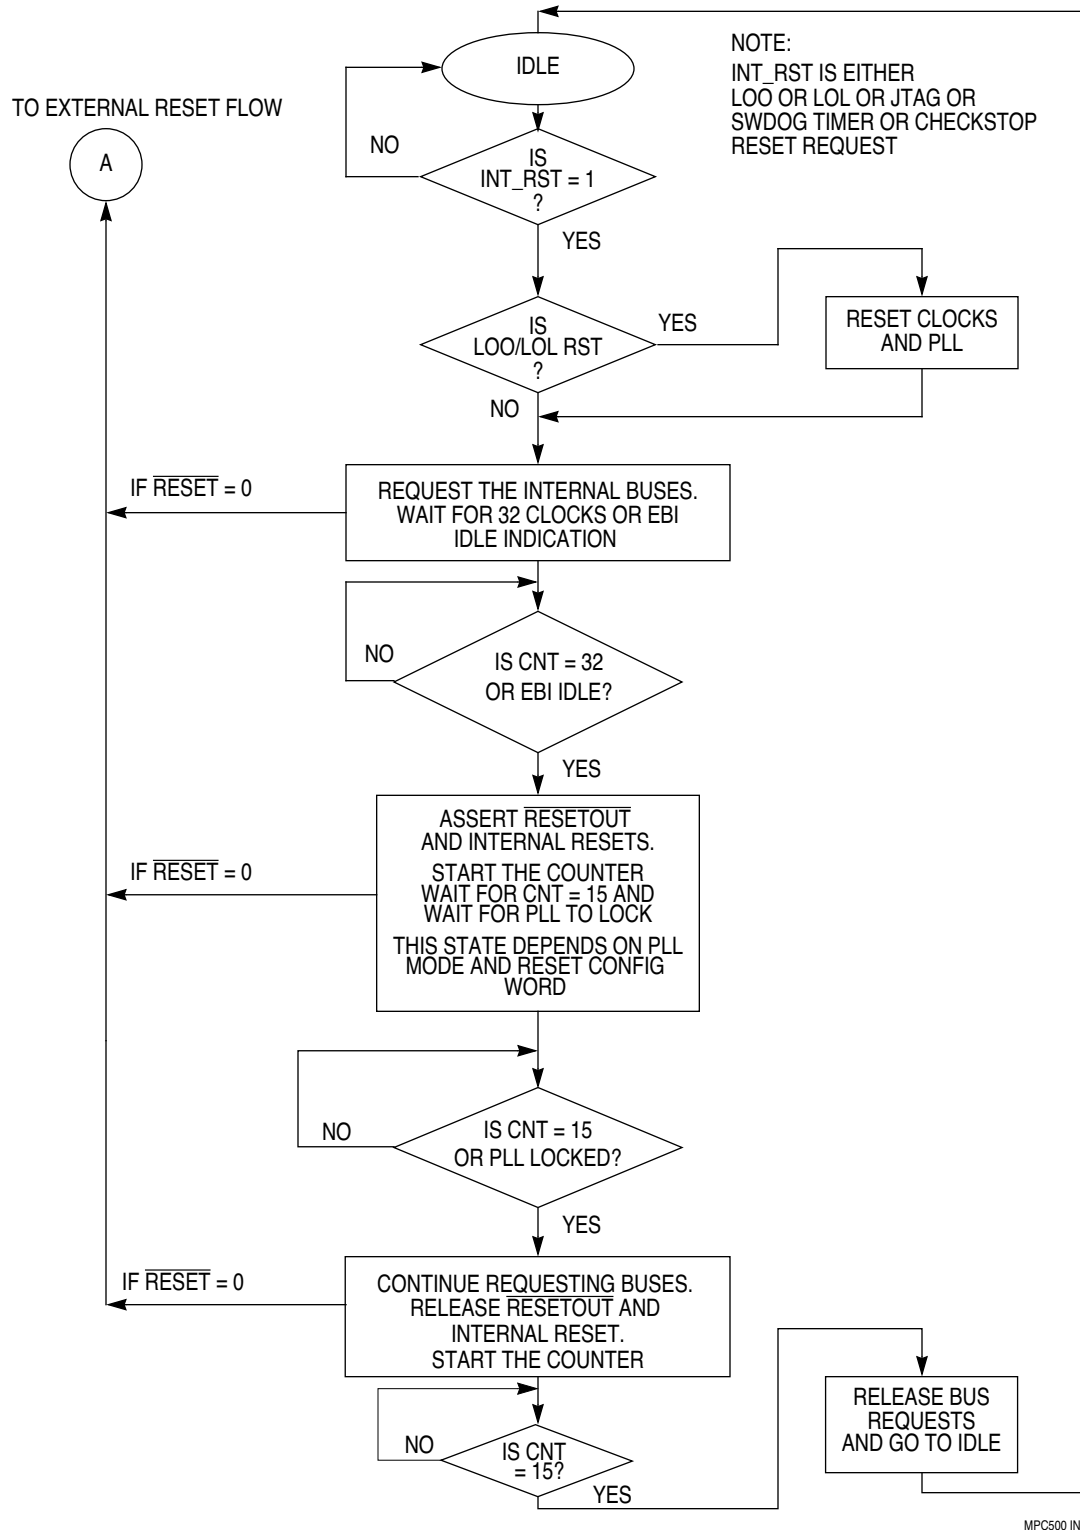 IDLE
NOTE:
INT_RST IS EITHER
LOO OR LOL OR JTAG OR
SWDOG TIMER OR CHECKSTOP
RESET REQUEST
TO EXTERNAL RESET FLOW
A
NO
IS
INT_RST = 1
?
YES
IS
LOO/LOL RST
?
YES
RESET CLOCKS
AND PLL
NO
IF RESET = 0
REQUEST THE INTERNAL BUSES.
WAIT FOR 32 CLOCKS OR EBI
IDLE INDICATION
NO
IS CNT = 32
OR EBI IDLE?
YES
IF RESET = 0
ASSERT RESETOUT
AND INTERNAL RESETS.
START THE COUNTER
WAIT FOR CNT = 15 AND
WAIT FOR PLL TO LOCK
THIS STATE DEPENDS ON PLL
MODE AND RESET CONFIG
WORD
NO
IS CNT = 15
OR PLL LOCKED?
YES
IF RESET = 0
CONTINUE REQUESTING BUSES.
RELEASE RESETOUT AND
INTERNAL RESET.
START THE COUNTER
NO
IS CNT
= 15?
YES
RELEASE BUS
REQUESTS
AND GO TO IDLE
MPC500 IN